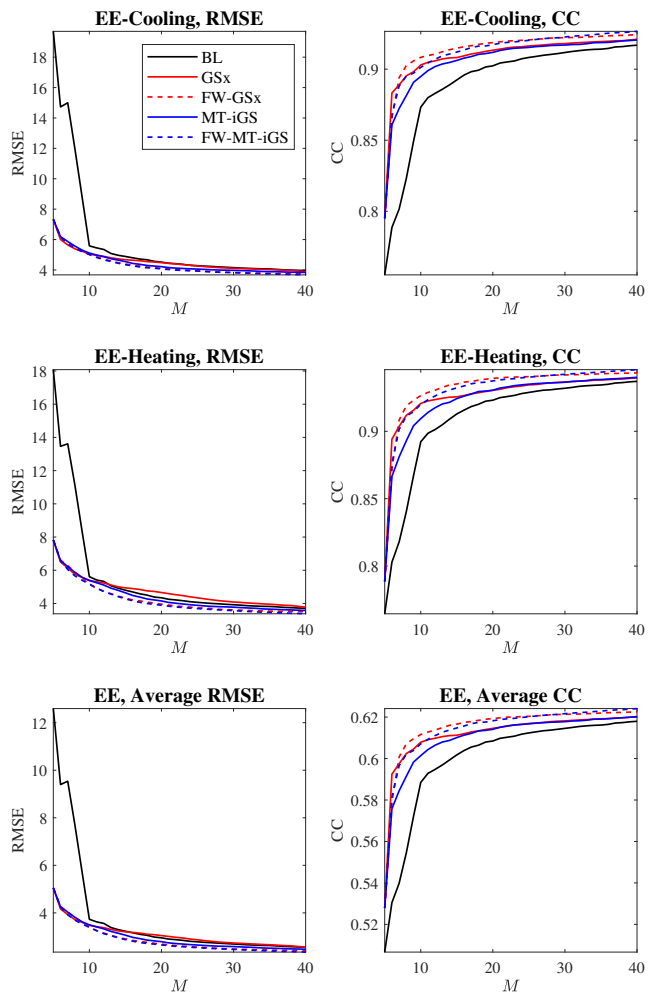 EE-Cooling, RMSE
18
16
14
12
10
8
6
4
RMSE
10
20
30
40
M
BL
GSx
FW-GSx
MT-iGS
FW-MT-iGS
EE-Cooling, CC
0.9
0.85
0.8
CC
10
20
30
40
M
EE-Heating, RMSE
18
16
14
12
10
8
6
4
RMSE
10
20
30
40
M
EE-Heating, CC
0.9
0.85
0.8
CC
10
20
30
40
M
EE, Average RMSE
12
10
8
6
4
RMSE
10
20
30
40
M
EE, Average CC
0.62
0.6
0.58
0.56
0.54
0.52
CC
10
20
30
40
M